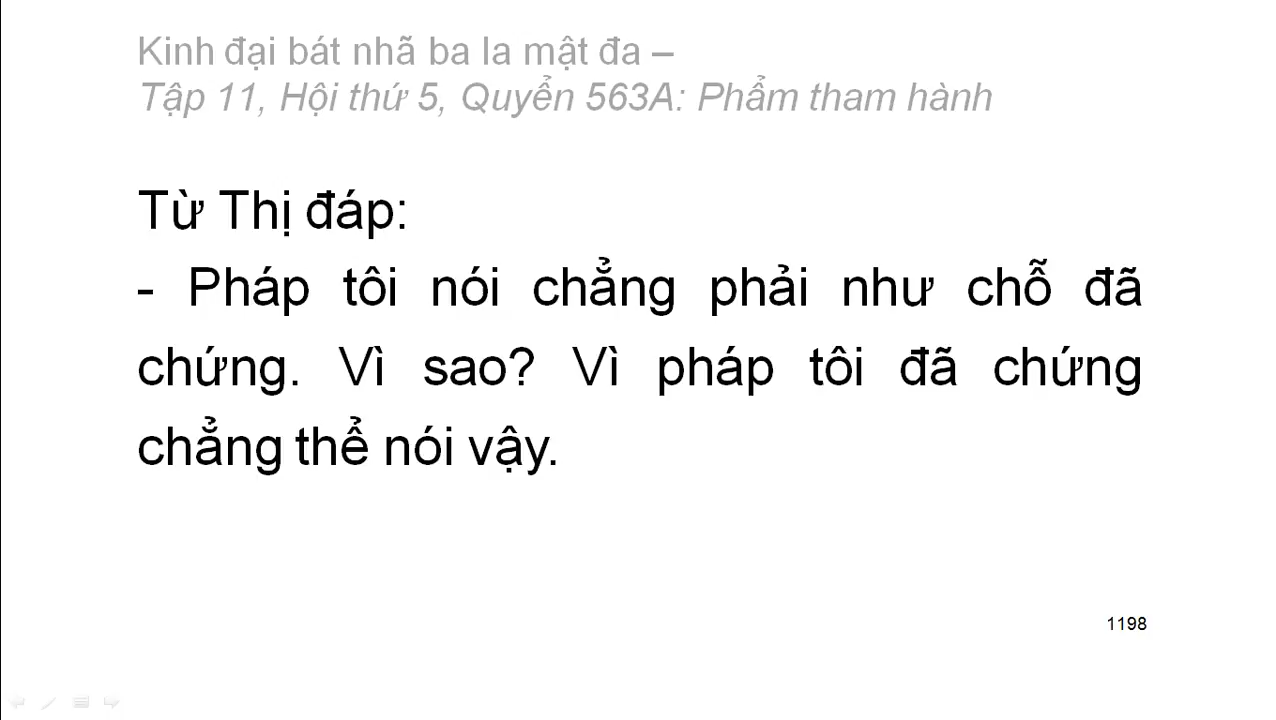 Kinh đại bát nhã ba la mật đa –
Tập 11, Hội thứ 5, Quyển 563A: Phẩm tham hành
Từ Thị đáp:
- Pháp tôi nói chẳng phải như chỗ đã
chứng. Vì sao? Vì pháp tôi đã chứng
chẳng thể nói vậy.
1198